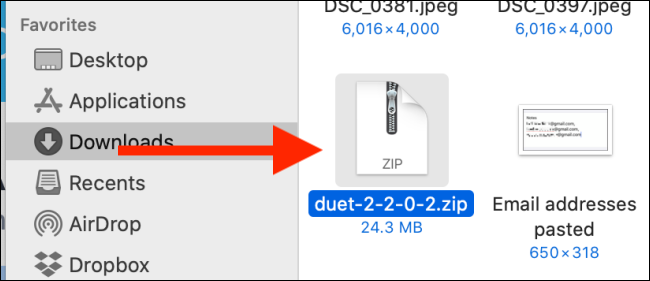 Favorites
Desktop
Applications
Downloads
Recents
AirDrop
Dropbox
DSC_0381.jpeg
6,016×4,000
DSC_0397.jpeg
6,016×4,000
ZIP
duet-2-2-0-2.zip
24.3 MB
Email addresses
pasted
650×318